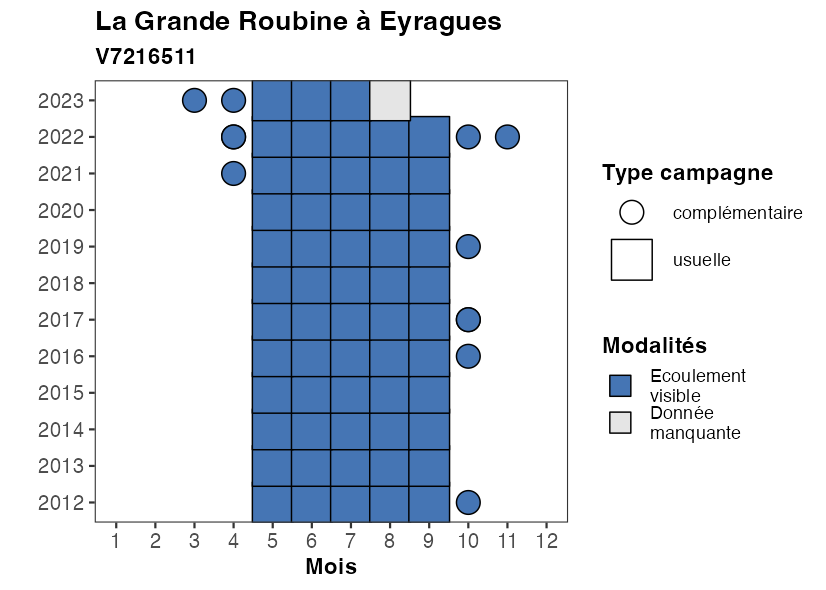 La Grande Roubine à Eyragues
V7216511
2023
2022
2021
2020
2019
2018
2017
2016
2015
2014
2013
2012
1 2 3 4 5 6 7 8 9 10 11 12
Mois
Type campagne
complémentaire
usuelle
Modalités
Ecoulement
visible
Donnée
manquante